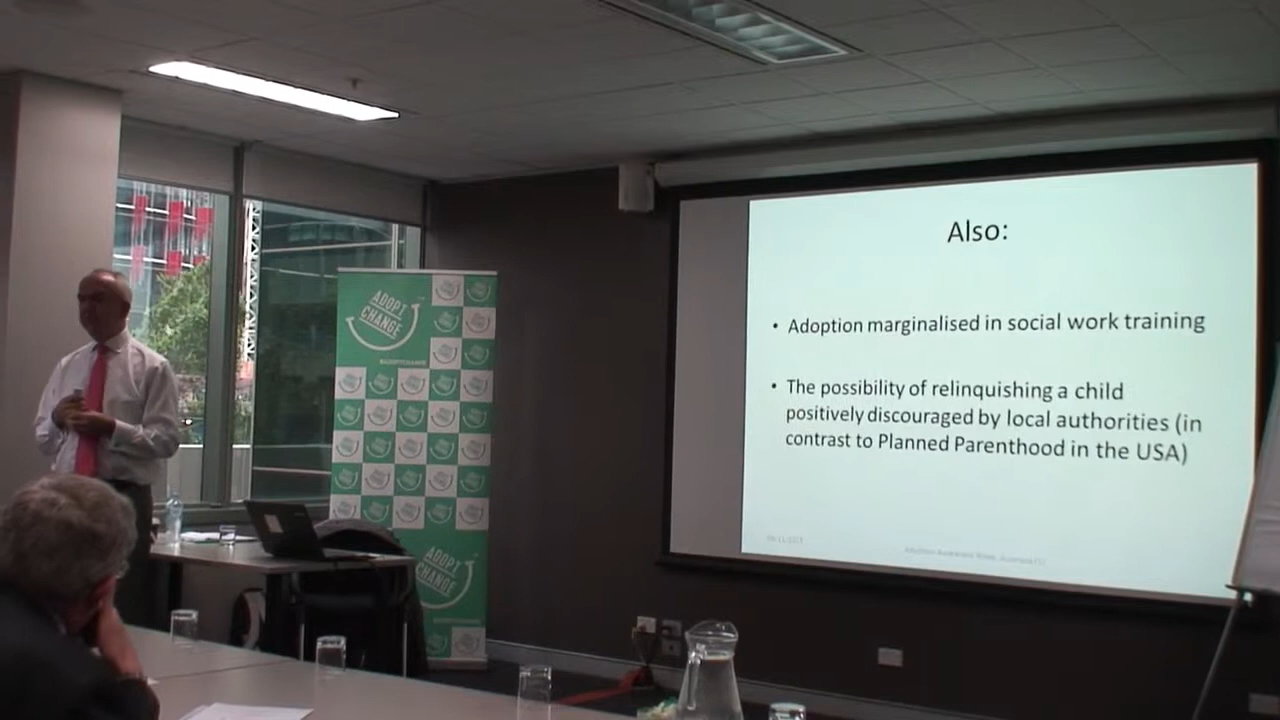 ADOPT
CHANGE
Also:
• Adoption marginalised in social work training
• The possibility of relinquishing a child
positively discouraged by local authorities (in
contrast to Planned Parenthood in the USA)
ADOPT
CHANGE